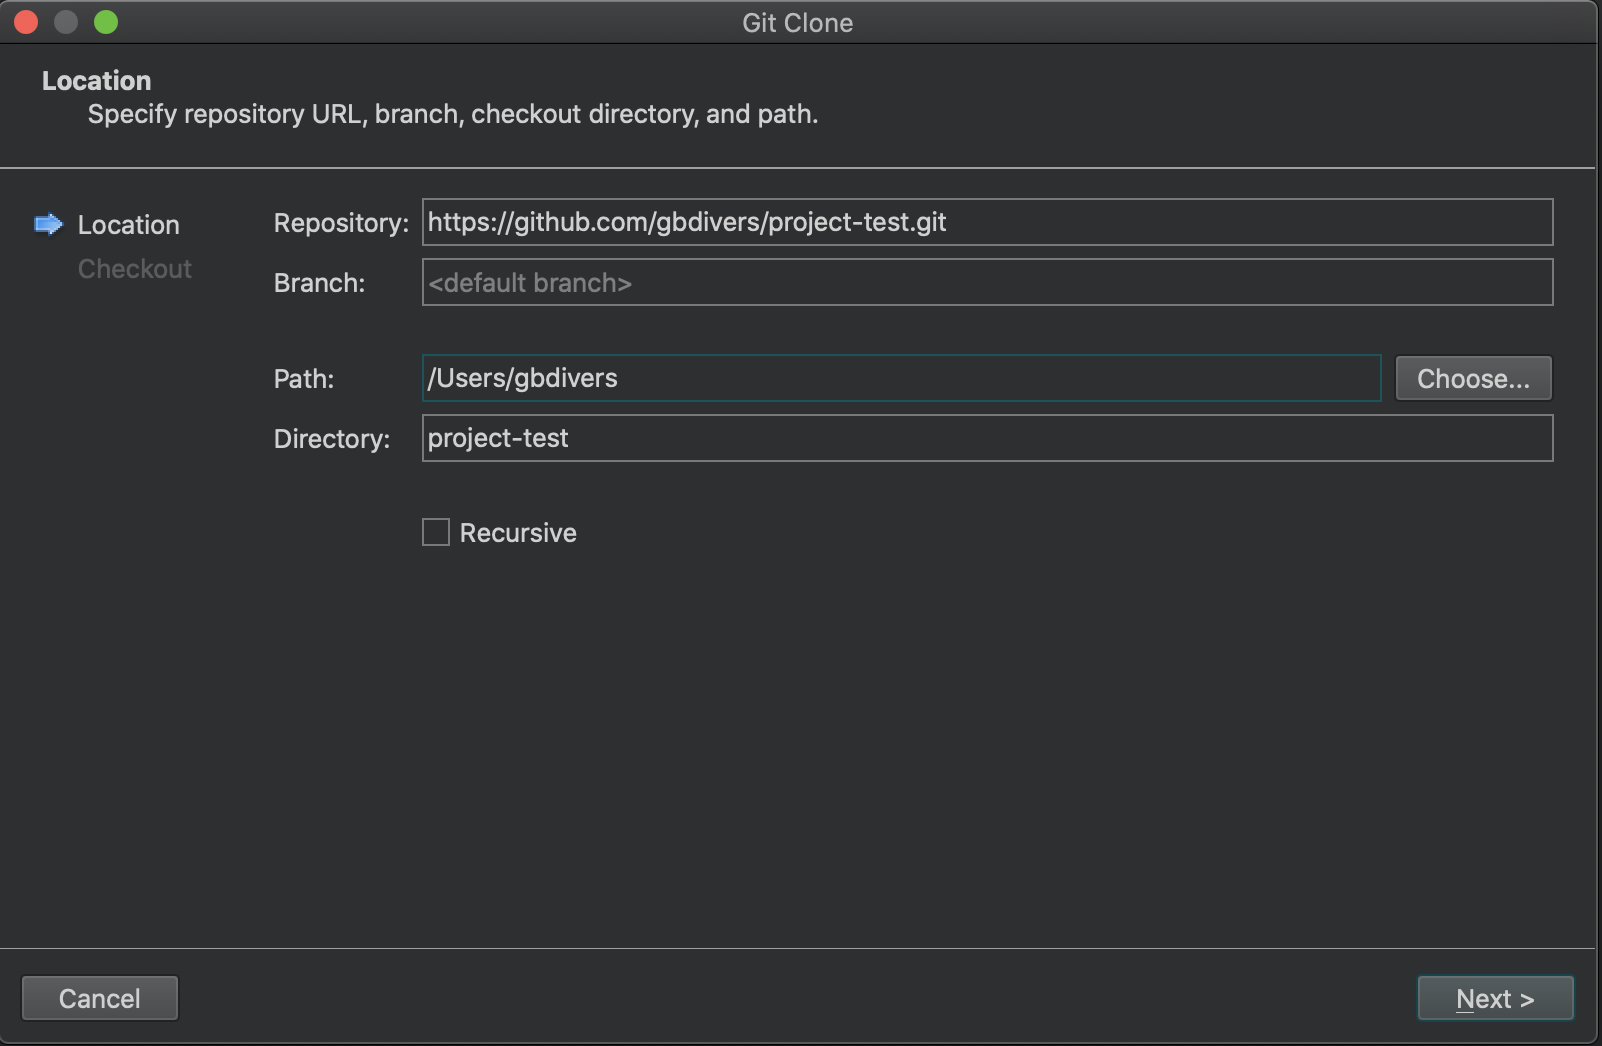 Git Clone
Location
Specify repository URL, branch, checkout directory, and path.
Location
Checkout
Repository: https://github.com/gbdivers/project-test.git
Branch: <default branch>
Path: /Users/gbdivers Choose...
Directory: project-test
Recursive
Cancel
Next >